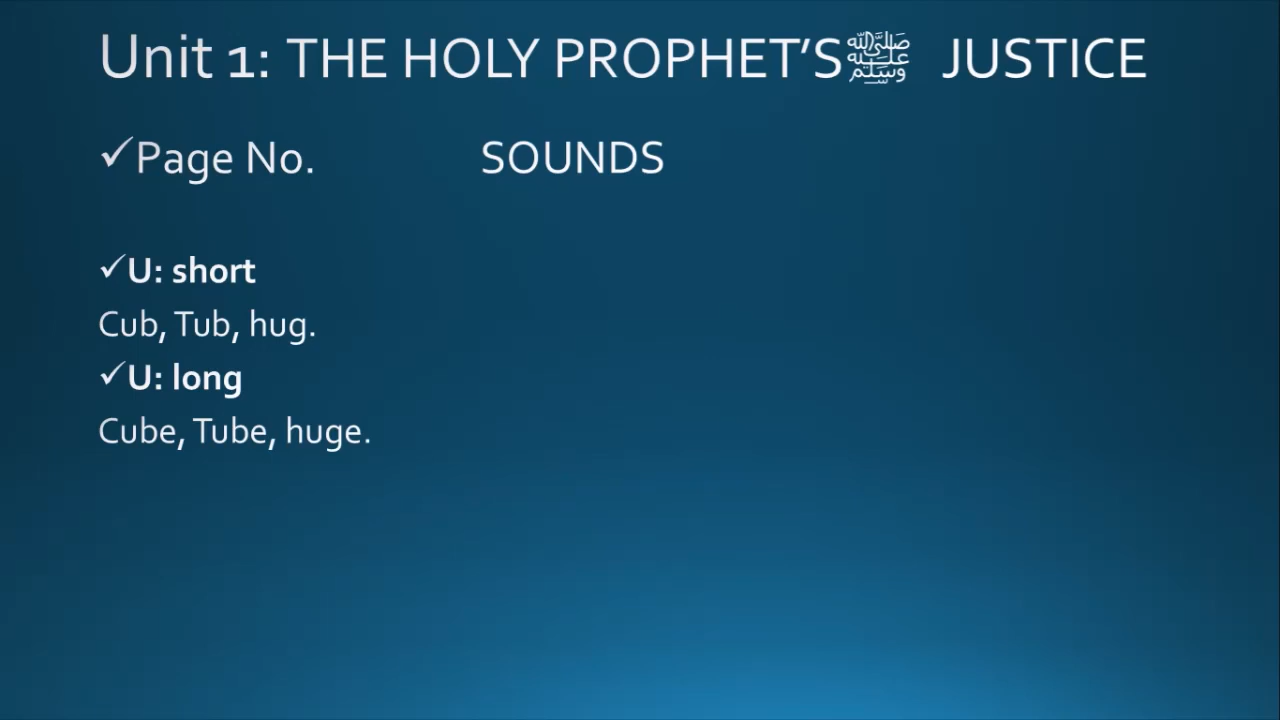 Unit 1: THE HOLY PROPHET’Sﷺ JUSTICE
✓Page No. SOUNDS
✓U: short
Cub, Tub, hug.
✓U: long
Cube, Tube, huge.